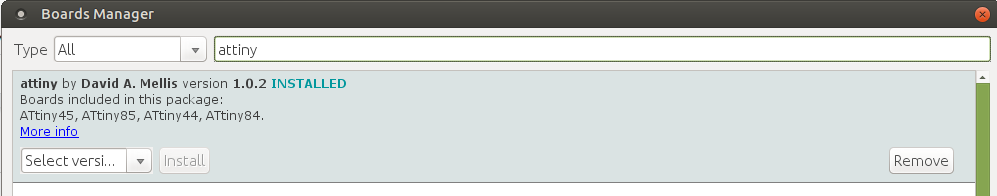 Boards Manager
Type All attiny
attiny by David A. Mellis version 1.0.2 INSTALLED
Boards included in this package:
ATtiny45, ATtiny85, ATtiny44, ATtiny84.
More info
Select versi... Install Remove